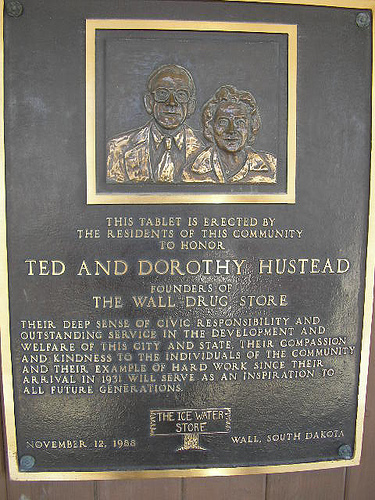 THIS TABLET IS ERECTED BY
THE RESIDENTS OF THIS COMMUNITY
TO HONOR
TED AND DOROTHY HUSTEAD
FOUNDERS OF
THE WALL DRUG STORE
THEIR DEEP SENSE OF CIVIC RESPONSIBILITY AND
OUTSTANDING SERVICE IN THE DEVELOPMENT AND
WELFARE OF THIS CITY AND STATE, THEIR COMPASSION
AND KINDNESS TO THE INDIVIDUALS OF THE COMMUNITY
AND THEIR EXAMPLE OF HARD WORK SINCE THEIR
ARRIVAL IN 1931 WILL SERVE AS AN INSPIRATION TO
ALL FUTURE GENERATIONS.
THE ICE WATER
STORE
NOVEMBER 12, 1988
WALL, SOUTH DAKOTA